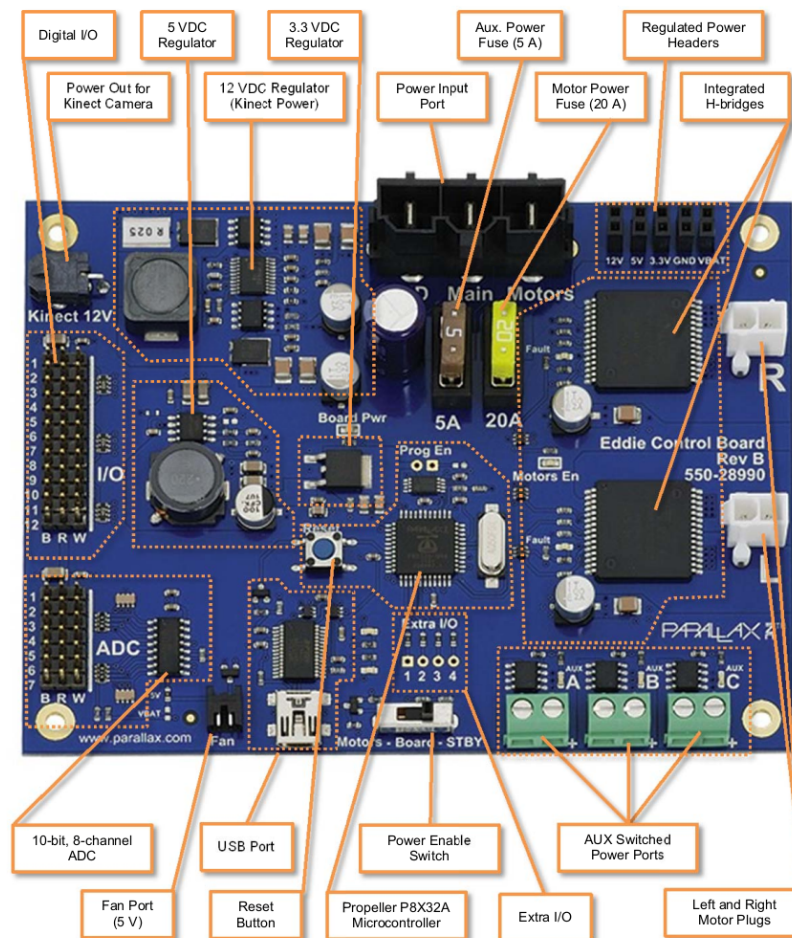 Digital I/O
5 VDC
Regulator
3.3 VDC
Regulator
Aux. Power
Fuse (5 A)
Regulated Power
Headers
Power Out for
Kinect Camera
12 VDC Regulator
(Kinect Power)
Power Input
Port
Motor Power
Fuse (20 A)
Integrated
H-bridges
R 025
12V 5V 3.3V GND VBAT
Kinect 12V
D Main Motors
5
20
Fault
R
1
2
3
4
5
6
7
8
9
10
11
12
I/O
B R W
Board Pwr
5A
20A
Eddie Control Board
Rev B
550-28990
Prog En
Motors En
220
100
Reset
Fault
L
1
2
3
4
5
6
7
ADC
B R W
5V
VBAT
Extra I/O
1 2 3 4
PARALLAX
AUX
A
AUX
B
AUX
C
+
+
+
www.parallax.com
Fan
Motors - Board - STBY
10-bit, 8-channel
ADC
USB Port
Power Enable
Switch
AUX Switched
Power Ports
Fan Port
(5 V)
Reset
Button
Propeller P8X32A
Microcontroller
Extra I/O
Left and Right
Motor Plugs